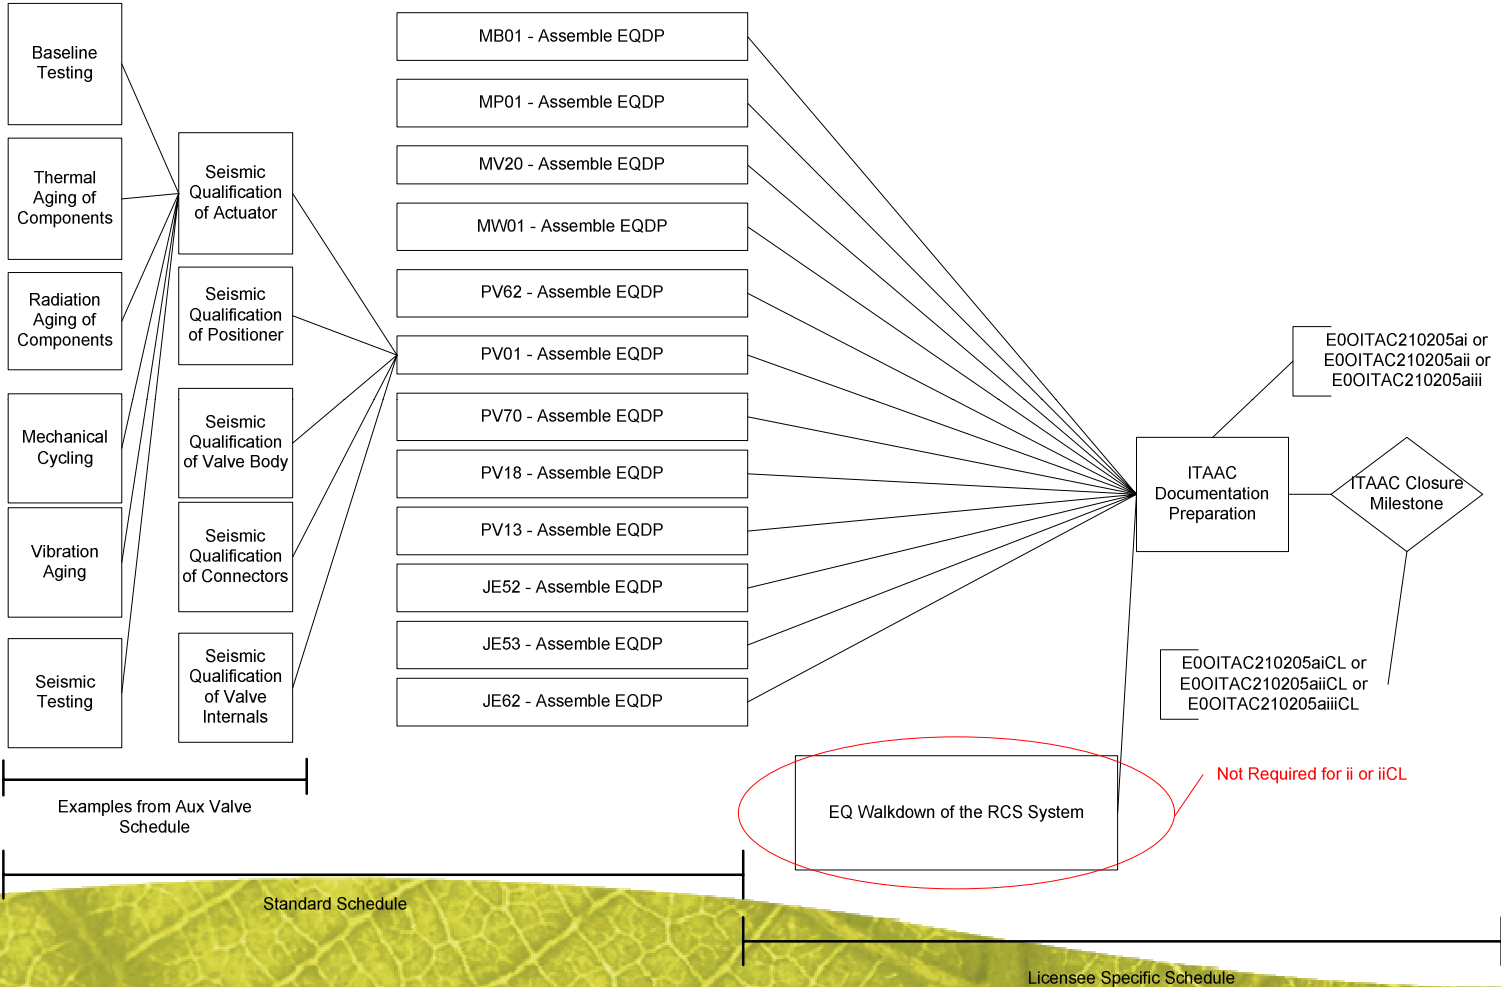 Baseline
Testing
Thermal
Aging of
Components
Radiation
Aging of
Components
Mechanical
Cycling
Vibration
Aging
Seismic
Testing
Seismic
Qualification
of Actuator
Seismic
Qualification
of Positioner
Seismic
Qualification
of Valve Body
Seismic
Qualification
of Connectors
Seismic
Qualification
of Valve
Internals
MB01 - Assemble EQDP
MP01 - Assemble EQDP
MV20 - Assemble EQDP
MW01 - Assemble EQDP
PV62 - Assemble EQDP
PV01 - Assemble EQDP
PV70 - Assemble EQDP
PV18 - Assemble EQDP
PV13 - Assemble EQDP
JE52 - Assemble EQDP
JE53 - Assemble EQDP
JE62 - Assemble EQDP
EQ Walkdown of the RCS System
E0OITAC210205ai or
E0OITAC210205aii or
E0OITAC210205aiii
ITAAC
Documentation
Preparation
ITAAC Closure
Milestone
E0OITAC210205aiCL or
E0OITAC210205aiiCL or
E0OITAC210205aiiiCL
Not Required for ii or iiCL
Examples from Aux Valve
Schedule
Standard Schedule
Licensee Specific Schedule